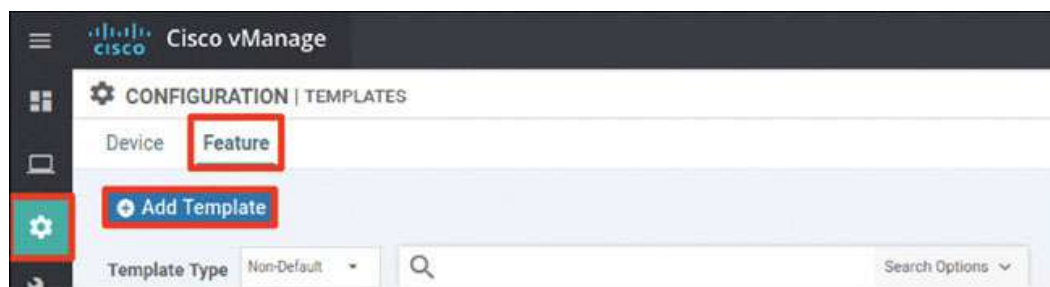 CISCO Cisco vManage
CONFIGURATION | TEMPLATES
Device Feature
Add Template
Template Type Non-Default Search Options